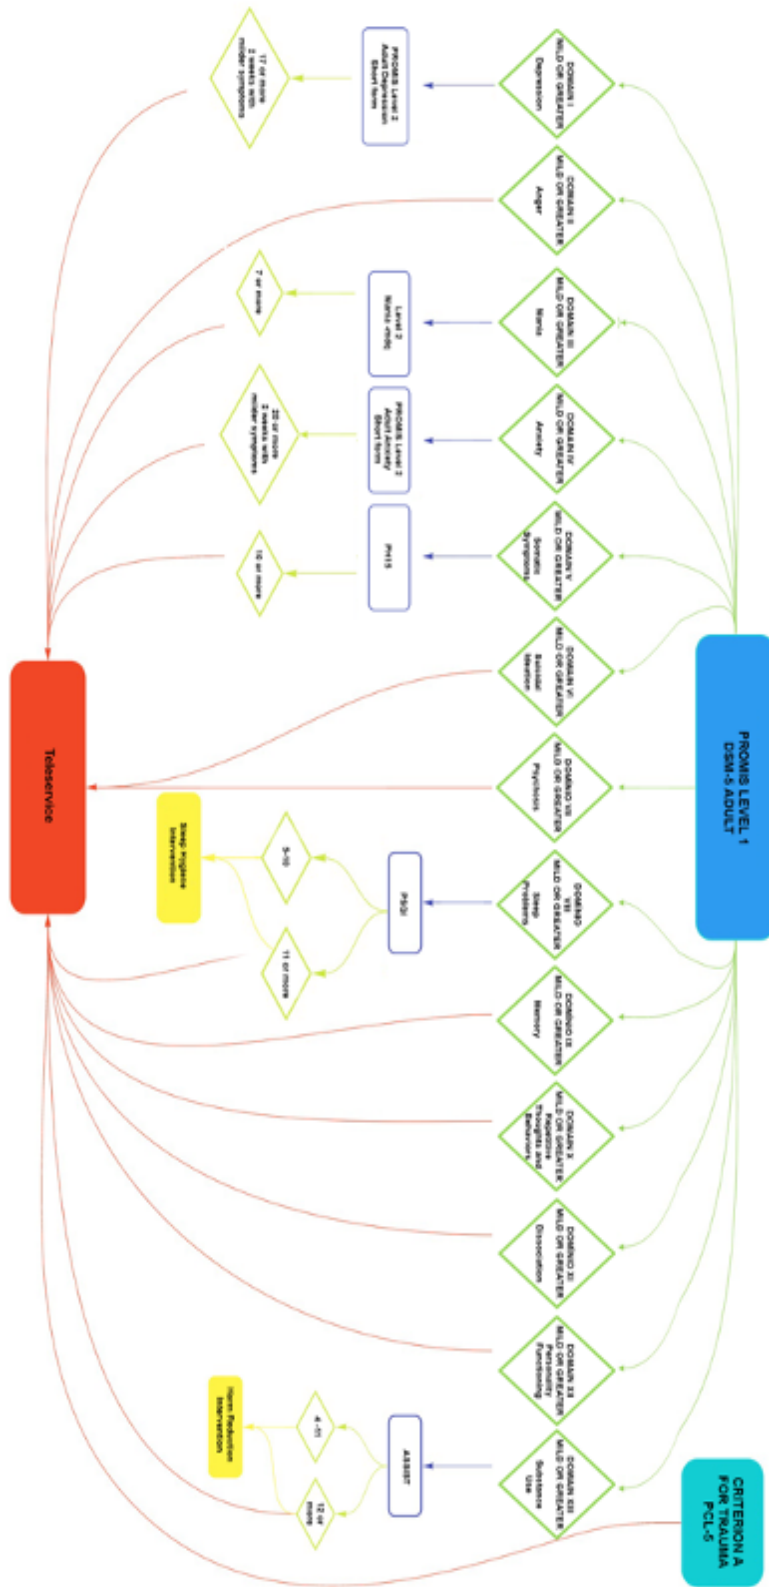 PROMIS LEVEL 1
DSM-5 ADULT
CRITERION A
FOR TRAUMA
PCL-5
DOMAIN I
MILD OR GREATER
Depression
DOMAIN II
MILD OR GREATER
Anger
DOMAIN III
MILD OR GREATER
Mania
DOMAIN IV
MILD OR GREATER
Anxiety
DOMAIN V
MILD OR GREATER
Somatic
Symptoms
DOMAIN VI
MILD OR GREATER
Suicidal
Ideation
DOMÍNIO VII
MILD OR GREATER
Psychosis
DOMÍNIO
VIII
MILD OR GREATER
Sleep
Problems
DOMÍNIO IX
MILD OR GREATER
Memory
DOMAIN X
MILD OR GREATER
Repetitive
Thoughts and
Behaviors
DOMÍNIO XI
MILD OR GREATER
Dissociation
DOMAIN XII
MILD OR GREATER
Personality
Functioning
DOMAIN XIII
MILD OR GREATER
Substance
Use
PROMIS Level 2
Adult Depression
Short form
Level 2
Mania -mdq
PROMIS Level 2
Adult Anxiety
Short form
PH15
PSQI
ASSIST
17 or more
2 weeks with
milder symptoms
7 or more
20 or more
2 weeks with
milder symptoms
10 or more
5-10
11 or more
4 -11
12 or
more
Sleep Hygiene
Intervention
Harm Reduction
Intervention
Teleservice